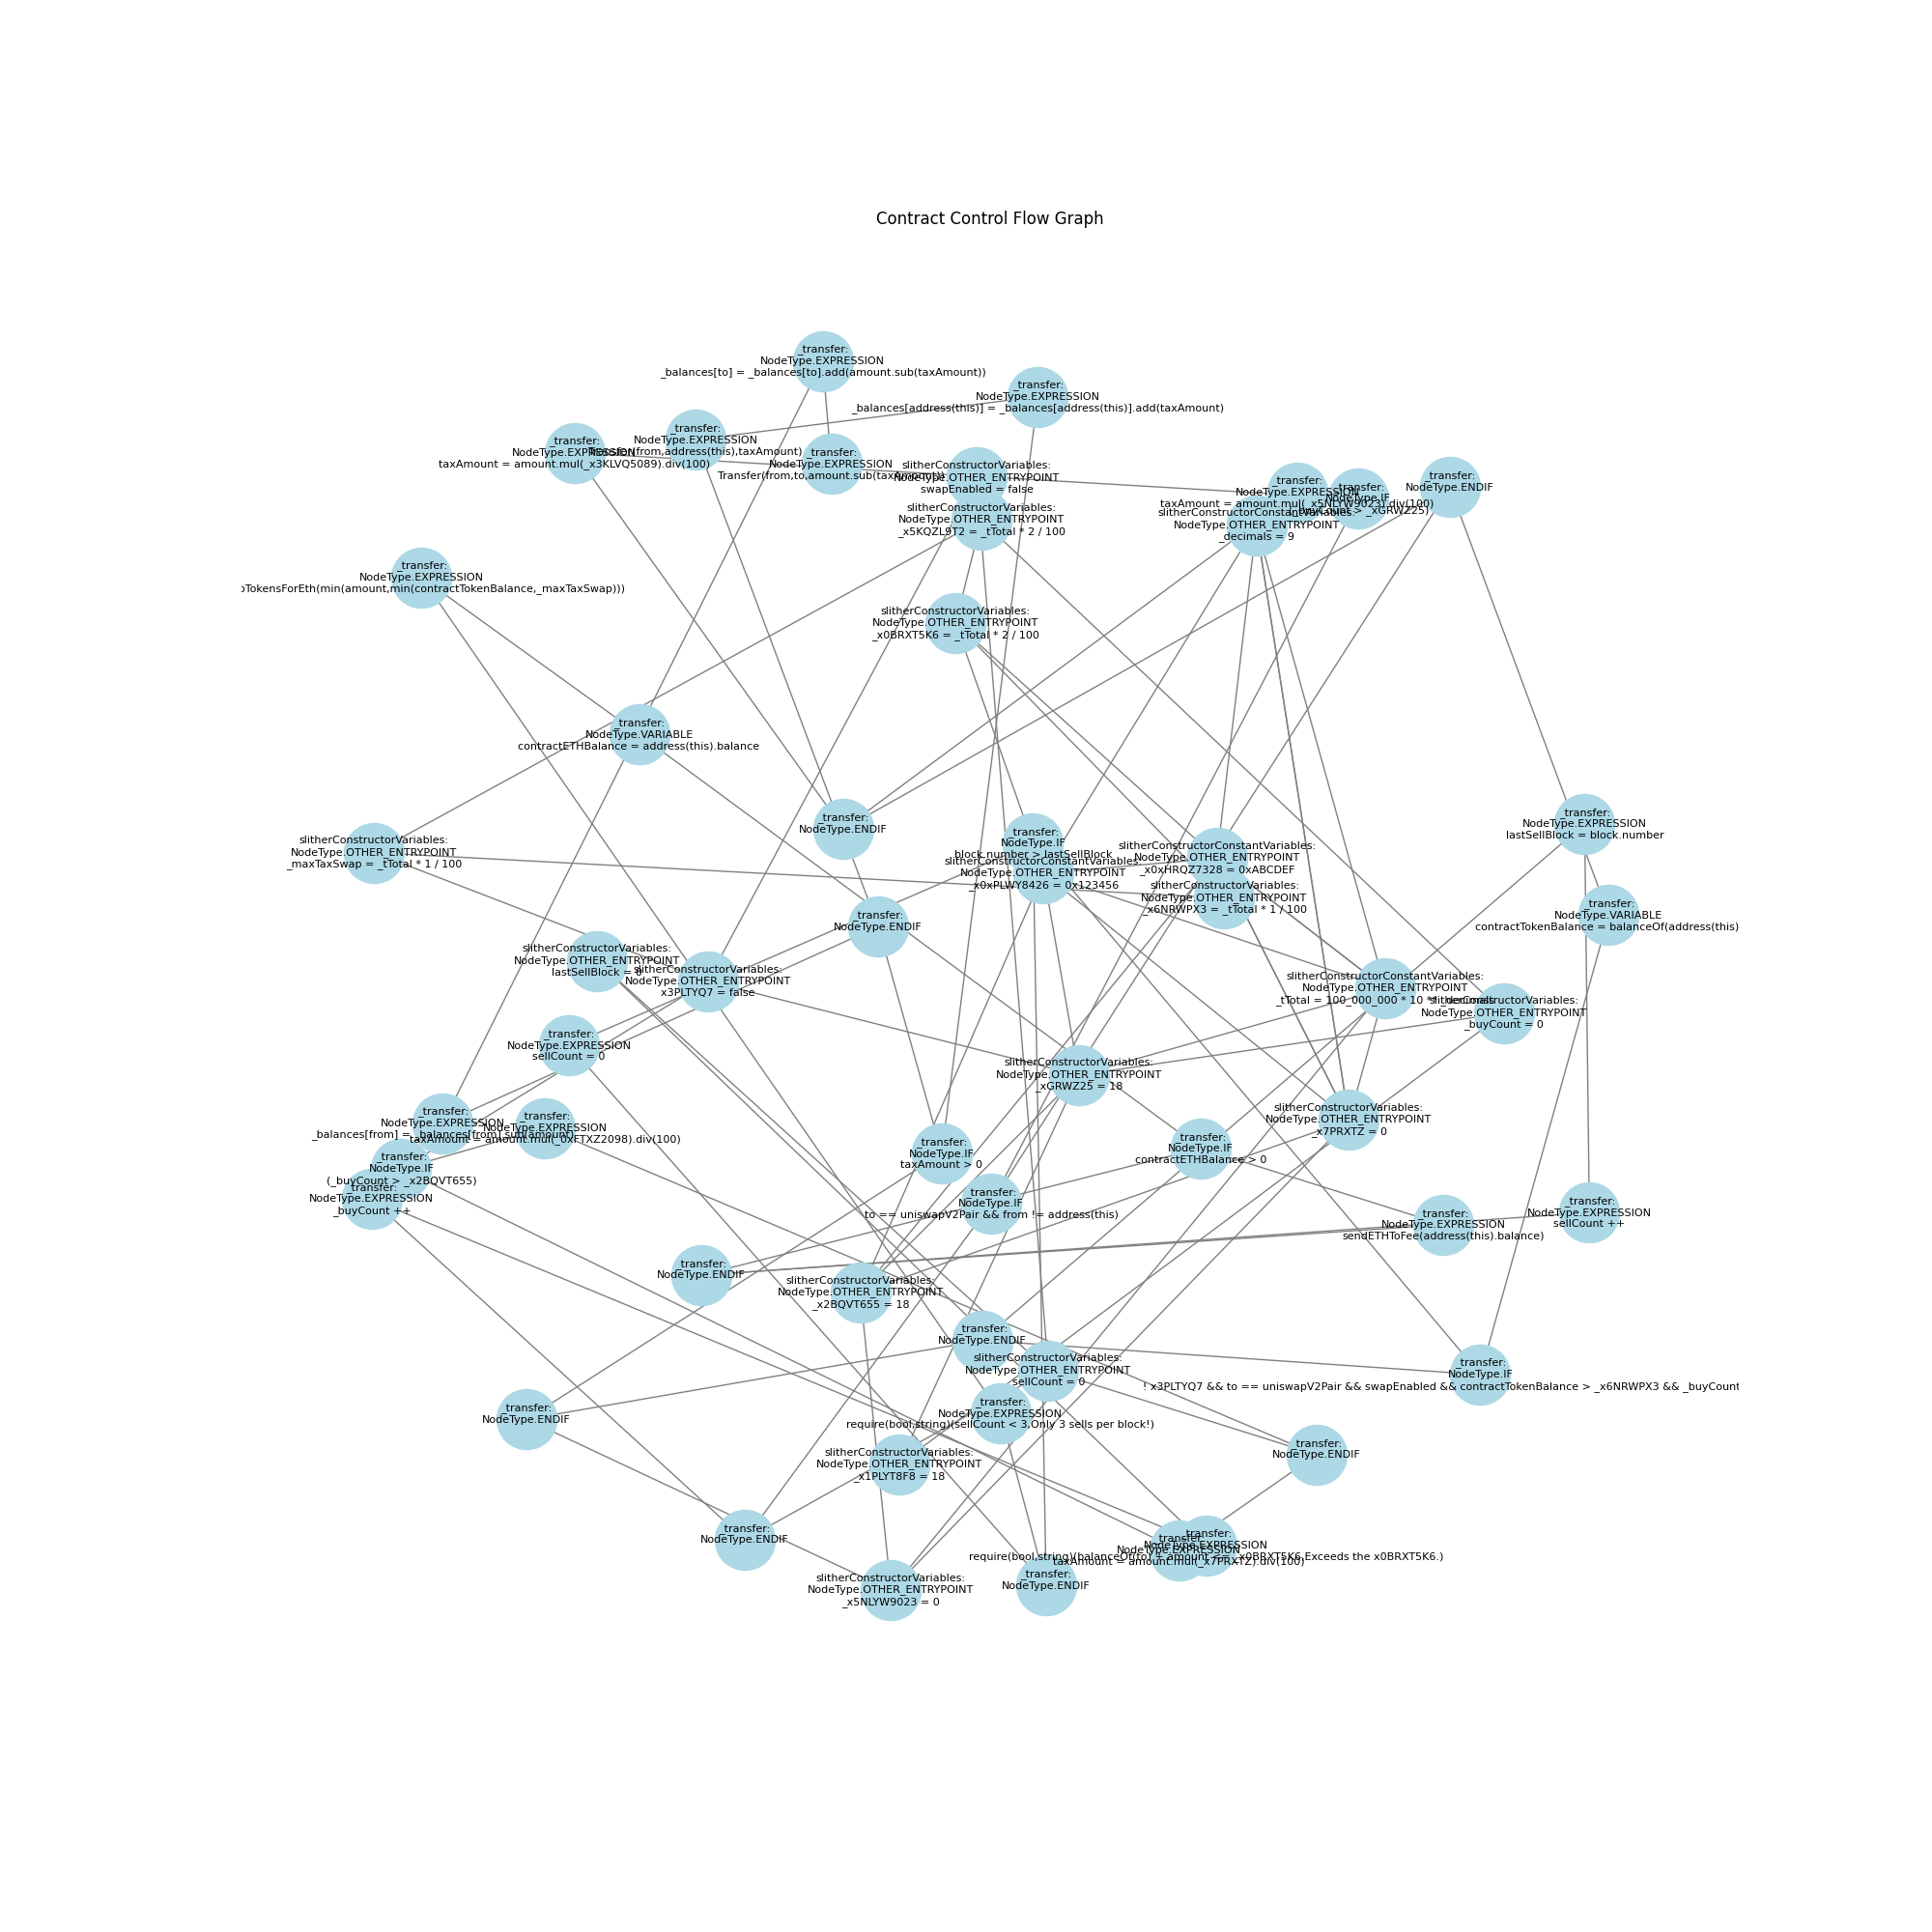 Contract Control Flow Graph
_transfer:
NodeType.EXPRESSION
_balances[to] = _balances[to].add(amount.sub(taxAmount))
_transfer:
NodeType.EXPRESSION
_balances[address(this)] = _balances[address(this)].add(taxAmount)
_transfer:
NodeType.EXPRESSION
Transfer(from,address(this),taxAmount)
_transfer:
NodeType.EXPRESSION
taxAmount = amount.mul(_x3KLVQ5089).div(100)
_transfer:
NodeType.EXPRESSION
Transfer(from,to,amount.sub(taxAmount))
slitherConstructorVariables:
NodeType.OTHER_ENTRYPOINT
swapEnabled = false
_transfer:
NodeType.EXPRESSION
taxAmount = amount.mul(_x5NLYW9023).div(100)
_transfer:
NodeType.IF
(_buyCount > _xGRWZ25)
_transfer:
NodeType.ENDIF
slitherConstructorVariables:
NodeType.OTHER_ENTRYPOINT
_x5KQZL9T2 = _tTotal * 2 / 100
slitherConstructorConstantVariables:
NodeType.OTHER_ENTRYPOINT
_decimals = 9
_transfer:
NodeType.EXPRESSION
oTokensForEth(min(amount,min(contractTokenBalance,_maxTaxSwap)))
slitherConstructorVariables:
NodeType.OTHER_ENTRYPOINT
_x0BRXT5K6 = _tTotal * 2 / 100
_transfer:
NodeType.VARIABLE
contractETHBalance = address(this).balance
_transfer:
NodeType.ENDIF
_transfer:
NodeType.EXPRESSION
lastSellBlock = block.number
slitherConstructorVariables:
NodeType.OTHER_ENTRYPOINT
_maxTaxSwap = _tTotal * 1 / 100
_transfer:
NodeType.IF
block.number > lastSellBlock
slitherConstructorConstantVariables:
NodeType.OTHER_ENTRYPOINT
_x0xPLWY8426 = 0x123456
slitherConstructorConstantVariables:
NodeType.OTHER_ENTRYPOINT
_x0xHRQZ7328 = 0xABCDEF
slitherConstructorVariables:
NodeType.OTHER_ENTRYPOINT
_x6NRWPX3 = _tTotal * 1 / 100
_transfer:
NodeType.VARIABLE
contractTokenBalance = balanceOf(address(this)
_transfer:
NodeType.ENDIF
slitherConstructorVariables:
NodeType.OTHER_ENTRYPOINT
lastSellBlock = 0
slitherConstructorVariables:
NodeType.OTHER_ENTRYPOINT
x3PLTYQ7 = false
slitherConstructorConstantVariables:
NodeType.OTHER_ENTRYPOINT
_tTotal = 100_000_000 * 10 ** _decimals
slitherConstructorVariables:
NodeType.OTHER_ENTRYPOINT
_buyCount = 0
_transfer:
NodeType.EXPRESSION
sellCount = 0
slitherConstructorVariables:
NodeType.OTHER_ENTRYPOINT
_xGRWZ25 = 18
_transfer:
NodeType.EXPRESSION
_balances[from] = _balances[from].sub(amount)
_transfer:
NodeType.EXPRESSION
taxAmount = amount.mul(_0xFTXZ2098).div(100)
slitherConstructorVariables:
NodeType.OTHER_ENTRYPOINT
_x7PRXTZ = 0
_transfer:
NodeType.IF
taxAmount > 0
_transfer:
NodeType.IF
contractETHBalance > 0
_transfer:
NodeType.IF
(_buyCount > _x2BQVT655)
_transfer:
NodeType.EXPRESSION
_buyCount ++
_transfer:
NodeType.IF
to == uniswapV2Pair && from != address(this)
_transfer:
NodeType.EXPRESSION
sellCount ++
_transfer:
NodeType.EXPRESSION
sendETHToFee(address(this).balance)
_transfer:
NodeType.ENDIF
slitherConstructorVariables:
NodeType.OTHER_ENTRYPOINT
_x2BQVT655 = 18
_transfer:
NodeType.ENDIF
slitherConstructorVariables:
NodeType.OTHER_ENTRYPOINT
sellCount = 0
_transfer:
NodeType.IF
! x3PLTYQ7 && to == uniswapV2Pair && swapEnabled && contractTokenBalance > _x6NRWPX3 && _buyCount
_transfer:
NodeType.EXPRESSION
require(bool,string)(sellCount < 3,Only 3 sells per block!)
_transfer:
NodeType.ENDIF
slitherConstructorVariables:
NodeType.OTHER_ENTRYPOINT
_x1PLYT8F8 = 18
_transfer:
NodeType.ENDIF
_transfer:
NodeType.ENDIF
_transfer:
NodeType.EXPRESSION
require(bool,string)(balanceOf(to) + amount <= _x0BRXT5K6,Exceeds the x0BRXT5K6.)
_transfer:
NodeType.EXPRESSION
taxAmount = amount.mul(_x7PRXTZ).div(100)
_transfer:
NodeType.ENDIF
slitherConstructorVariables:
NodeType.OTHER_ENTRYPOINT
_x5NLYW9023 = 0